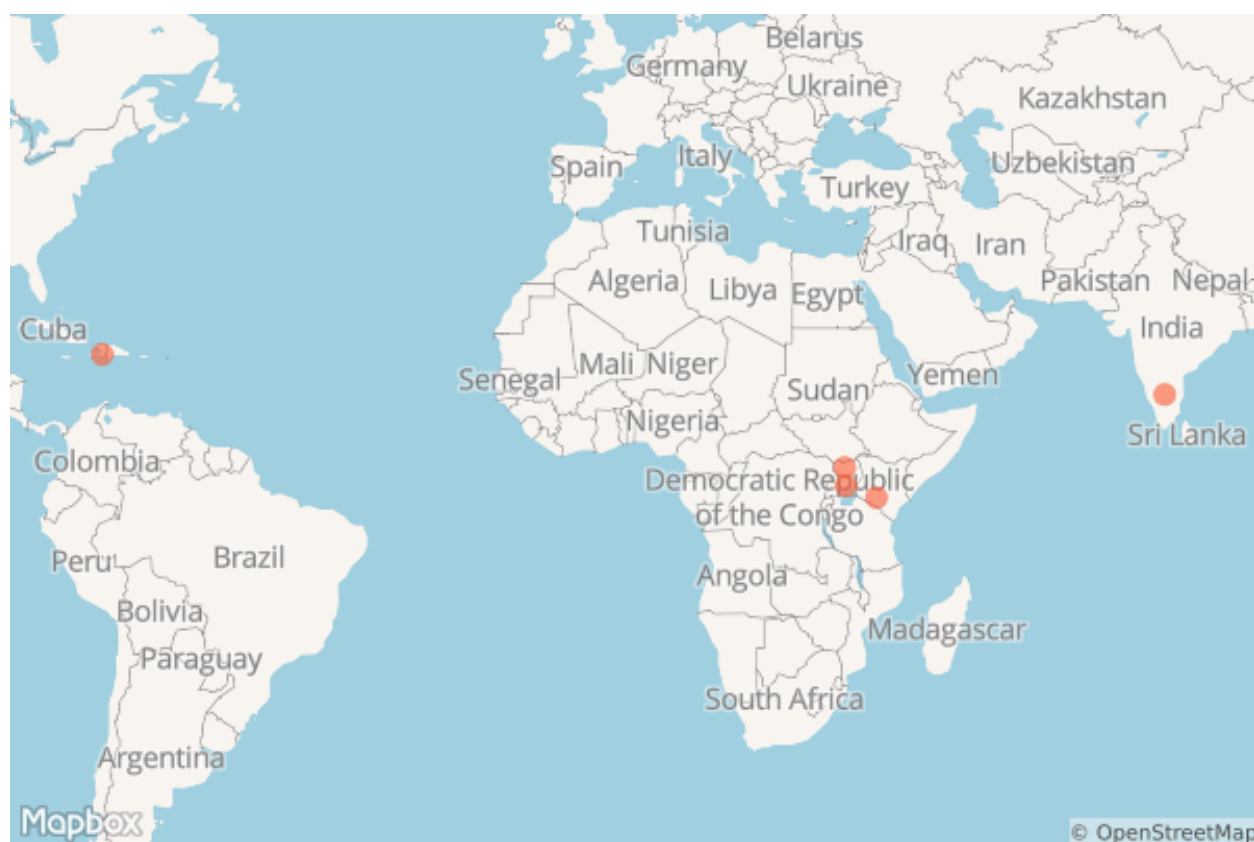 Belarus
Germany
Ukraine
Kazakhstan
Spain
Italy
Uzbekistan
Turkey
Tunisia
Iraq
Iran
Algeria
Libya
Egypt
Pakistan
Nepal
Cuba
India
Mali
Niger
Senegal
Sudan
Yemen
Nigeria
Sri Lanka
Colombia
Democratic Republic
of the Congo
Peru
Brazil
Angola
Bolivia
Madagascar
Paraguay
South Africa
Argentina
Mapbox
© OpenStreetMap